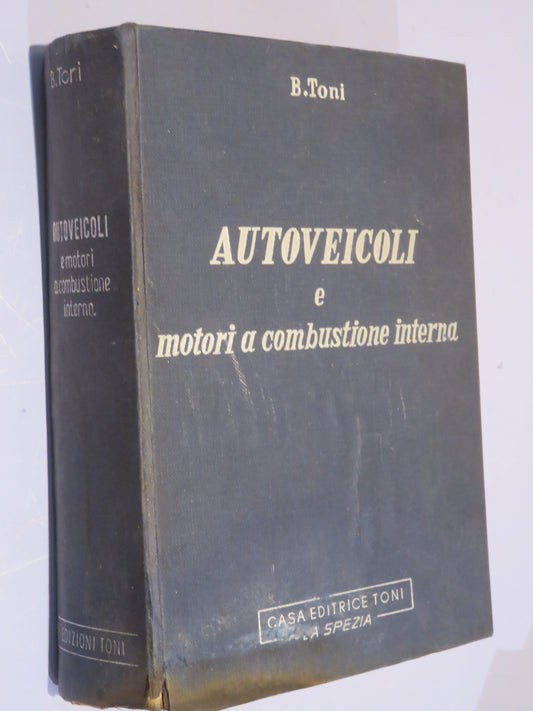 B.Toni
AUTOVEICOLI
e motori
a combustione
interna
EDIZIONI TONI
B.Toni
AUTOVEICOLI
e
motori a combustione interna
CASA EDITRICE TONI
LA SPEZIA